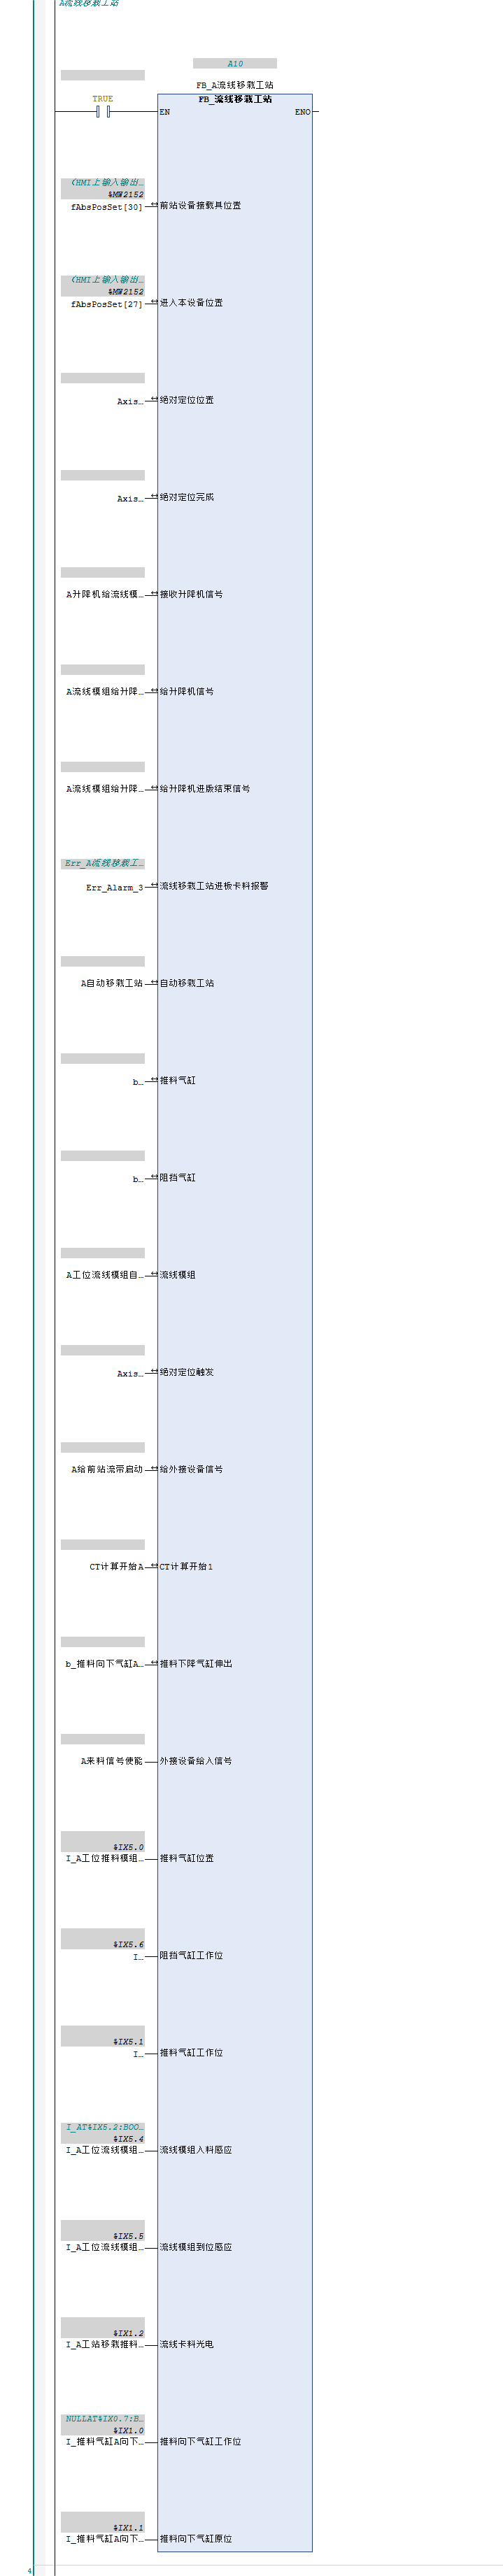 A流线移载工站
A10
FB_A流线移载工站
TRUE
FB_流线移载工站
EN
ENO
(HMI上输入输出…
%MW2152
fAbsPosSet[30]
前站设备接载具位置
(HMI上输入输出…
%MW2152
fAbsPosSet[27]
进入本设备位置
Axis…
绝对定位位置
Axis…
绝对定位完成
A升降机给流线模…
接收升降机信号
A流线模组给升降…
给升降机信号
A流线模组给升降…
给升降机进版结束信号
Err_A流线移载工…
Err_Alarm_3
流线移载工站进板卡料报警
A自动移载工站
自动移载工站
b…
推料气缸
b…
阻挡气缸
A工位流线模组自…
流线模组
Axis…
绝对定位触发
A给前站流带启动
给外接设备信号
CT计算开始A
CT计算开始1
b_推料向下气缸A…
推料下降气缸伸出
A来料信号使能
外接设备给入信号
%IX5.0
I_A工位推料模组…
推料气缸位置
%IX5.6
I…
阻挡气缸工作位
%IX5.1
I…
推料气缸工作位
I_AT%IX5.2:BOO…
%IX5.4
I_A工位流线模组…
流线模组入料感应
%IX5.5
I_A工位流线模组…
流线模组到位感应
%IX1.2
I_A工站移载推料…
流线卡料光电
NULLAT%IX0.7:B…
%IX1.0
I_推料气缸A向下…
推料向下气缸工作位
%IX1.1
I_推料气缸A向下…
推料向下气缸原位
4